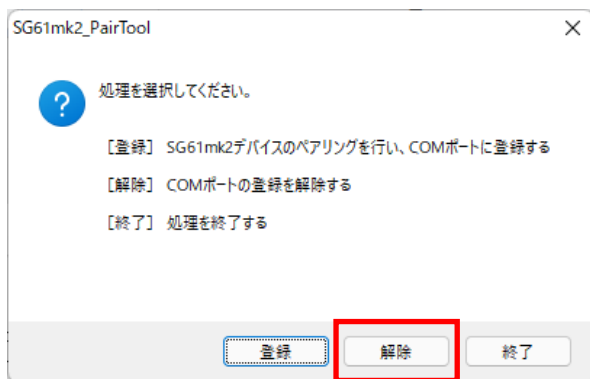 SG61mk2_PairTool
処理を選択してください。
［登録］ SG61mk2デバイスのペアリングを行い、COMポートに登録する
［解除］ COMポートの登録を解除する
［終了］ 処理を終了する
登録 解除 終了